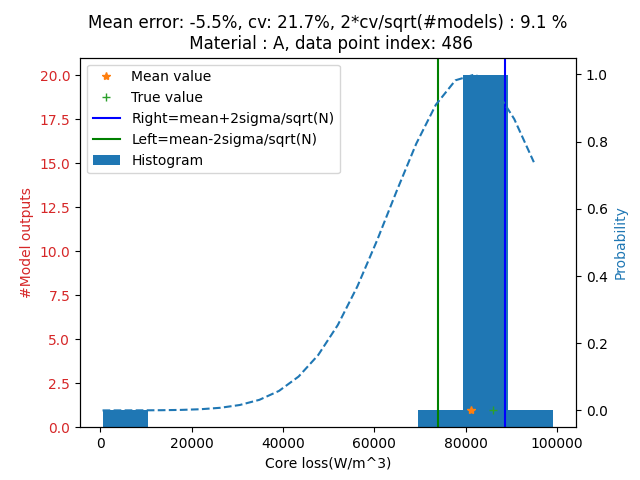 Mean error: -5.5%, cv: 21.7%, 2*cv/sqrt(#models) : 9.1 %
Material : A, data point index: 486
Mean value
True value
Right=mean+2sigma/sqrt(N)
Left=mean-2sigma/sqrt(N)
Histogram
20.0
17.5
15.0
12.5
10.0
7.5
5.0
2.5
0.0
#Model outputs
1.0
0.8
0.6
0.4
0.2
0.0
Probability
0
20000
40000
60000
80000
100000
Core loss(W/m^3)